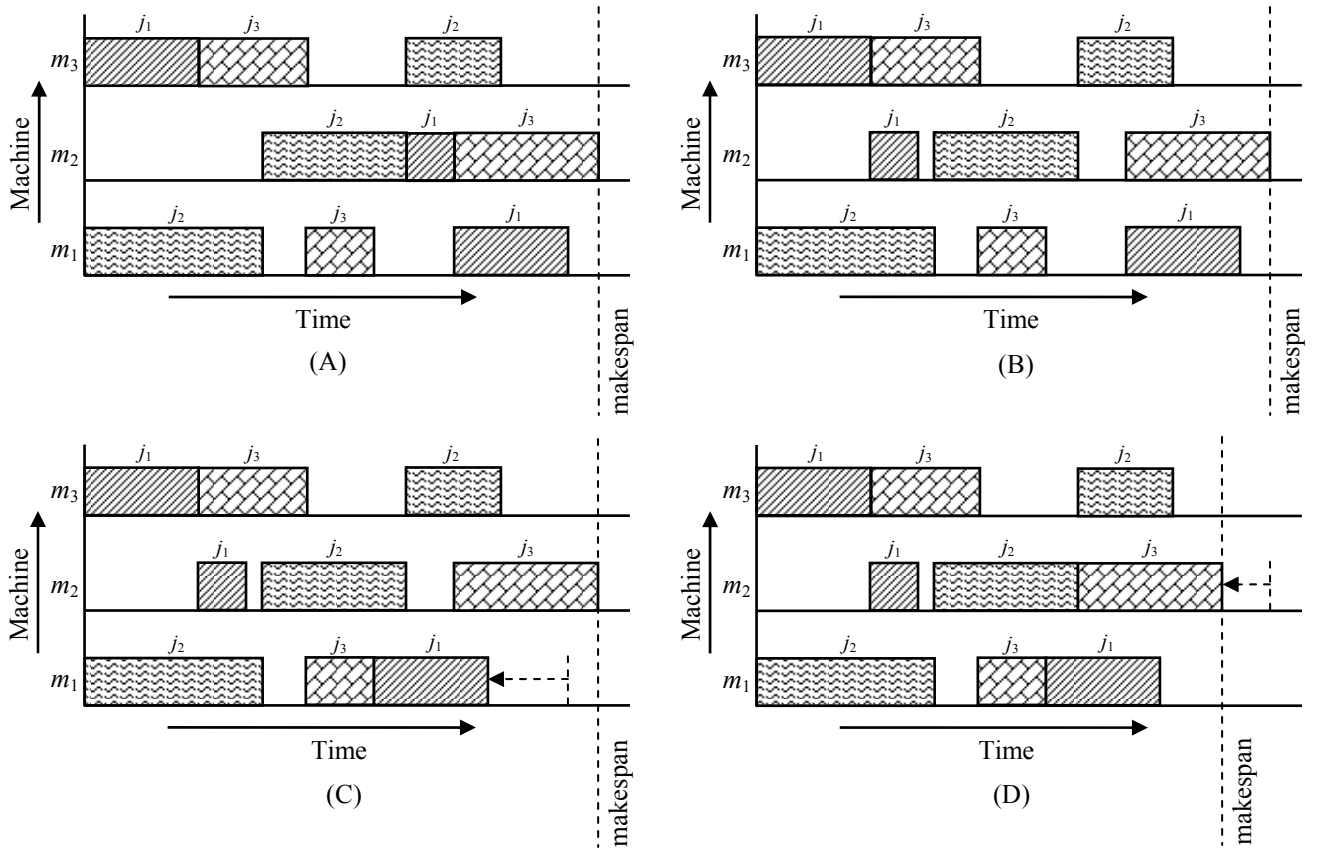 j1 j3 j2
m3
j2 j1 j3
m2
j2 j3 j1
m1
Machine
Time
makespan
(A)
j1 j3 j2
m3
j1 j2 j3
m2
j2 j3 j1
m1
Machine
Time
makespan
(B)
j1 j3 j2
m3
j1 j2 j3
m2
j2 j3 j1
m1
Machine
Time
makespan
(C)
j1 j3 j2
m3
j1 j2 j3
m2
j2 j3 j1
m1
Machine
Time
makespan
(D)